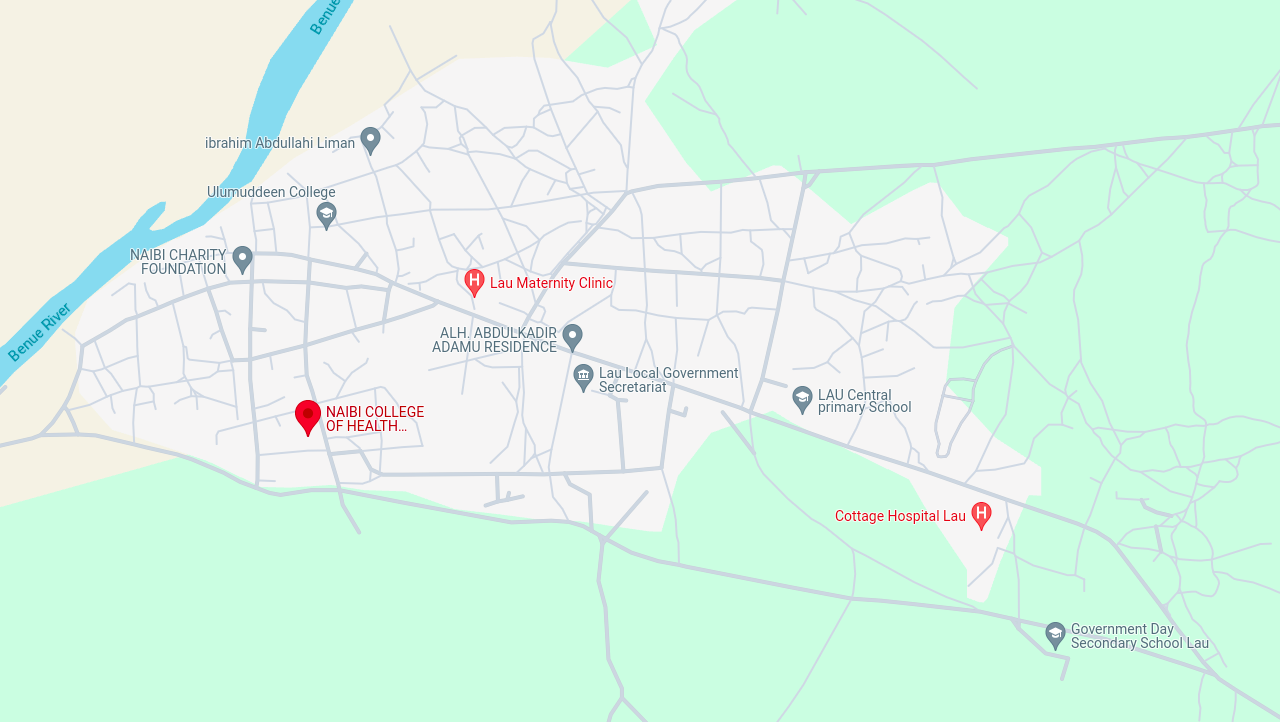 Benue
ibrahim Abdullahi Liman
Ulumuddeen College
NAIBI CHARITY
FOUNDATION
Lau Maternity Clinic
Benue River
ALH. ABDULKADIR
ADAMU RESIDENCE
Lau Local Government
Secretariat
LAU Central
primary School
NAIBI COLLEGE
OF HEALTH...
Cottage Hospital Lau
Government Day
Secondary School Lau